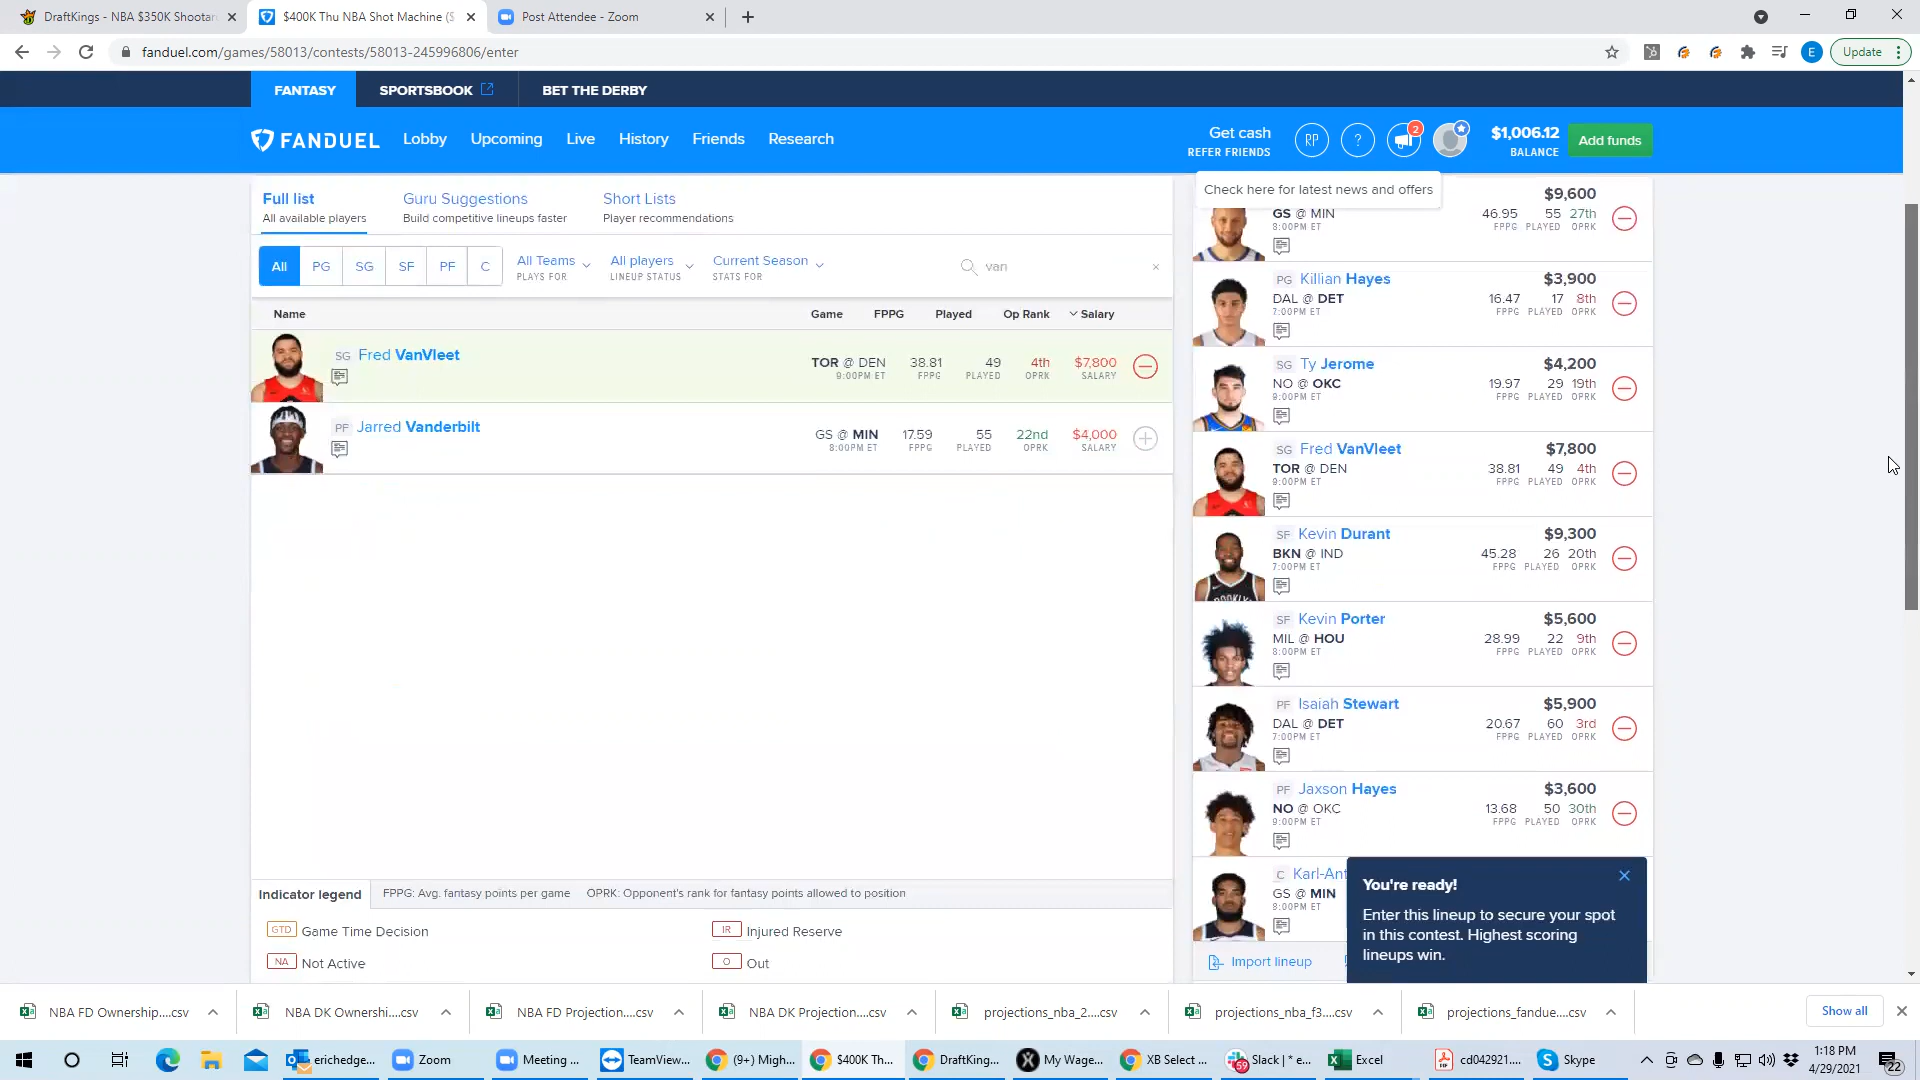 DraftKings - NBA $350K Shootar
$400K Thu NBA Shot Machine ($
Post Attendee - Zoom
fanduel.com/games/58013/contests/58013-245996806/enter
E
Update
FANTASY
SPORTSBOOK
BET THE DERBY
FANDUEL
Lobby
Upcoming
Live
History
Friends
Research
Get cash
REFER FRIENDS
RP
?
2
$1,006.12
BALANCE
Add funds
Check here for latest news and offers
Full list
All available players
Guru Suggestions
Build competitive lineups faster
Short Lists
Player recommendations
All PG SG SF PF C
All Teams
PLAYS FOR
All players
LINEUP STATUS
Current Season
STATS FOR
van
Name Game FPPG Played Op Rank Salary
SG Fred VanVleet
TOR @ DEN 38.81 49 4th $7,800
9:00PM ET FPPG PLAYED OPRK SALARY
PF Jarred Vanderbilt
GS @ MIN 17.59 55 22nd $4,000
8:00PM ET FPPG PLAYED OPRK SALARY
Indicator legend
FPPG: Avg. fantasy points per game OPRK: Opponent's rank for fantasy points allowed to position
GTD Game Time Decision
IR Injured Reserve
NA Not Active
O Out
$9,600
GS @ MIN 46.95 55 27th
8:00PM ET FPPG PLAYED OPRK
PG Killian Hayes $3,900
DAL @ DET 16.47 17 8th
7:00PM ET FPPG PLAYED OPRK
SG Ty Jerome $4,200
NO @ OKC 19.97 29 19th
9:00PM ET FPPG PLAYED OPRK
SG Fred VanVleet $7,800
TOR @ DEN 38.81 49 4th
9:00PM ET FPPG PLAYED OPRK
SF Kevin Durant $9,300
BKN @ IND 45.28 26 20th
7:00PM ET FPPG PLAYED OPRK
SF Kevin Porter $5,600
MIL @ HOU 28.99 22 9th
8:00PM ET FPPG PLAYED OPRK
PF Isaiah Stewart $5,900
DAL @ DET 20.67 60 3rd
7:00PM ET FPPG PLAYED OPRK
PF Jaxson Hayes $3,600
NO @ OKC 13.68 50 30th
9:00PM ET FPPG PLAYED OPRK
C Karl-Ant
GS @ MIN
8:00PM ET
Import lineup
You're ready!
Enter this lineup to secure your spot
in this contest. Highest scoring
lineups win.
NBA FD Ownership....csv
NBA DK Ownershi....csv
NBA FD Projection....csv
NBA DK Projection....csv
projections_nba_2....csv
projections_nba_f3....csv
projections_fandue....csv
Show all
erichedge...
Zoom
Meeting ...
TeamView...
(9+) Migh...
$400K Th...
DraftKing...
My Wage...
XB Select ...
59
Slack | * e...
Excel
cd042921....
Skype
1:18 PM
4/29/2021
22